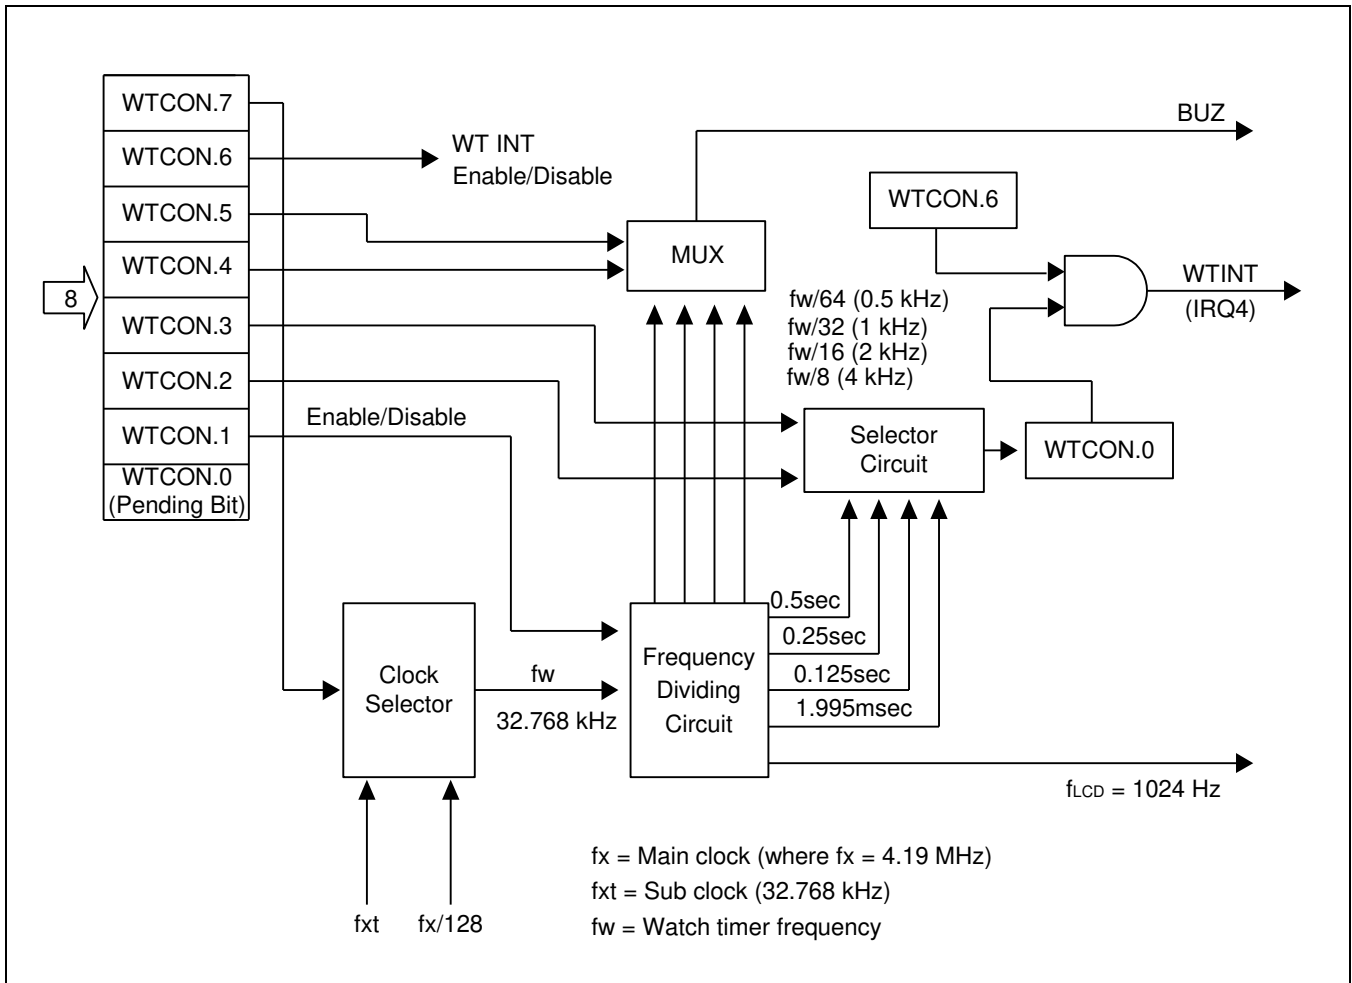 WTCON.7
WTCON.6
WTCON.5
WTCON.4
WTCON.3
WTCON.2
WTCON.1
WTCON.0
(Pending Bit)
8
WT INT
Enable/Disable
BUZ
MUX
WTCON.6
WTINT
(IRQ4)
fw/64 (0.5 kHz)
fw/32 (1 kHz)
fw/16 (2 kHz)
fw/8 (4 kHz)
Enable/Disable
Selector
Circuit
WTCON.0
Clock
Selector
fw
32.768 kHz
Frequency
Dividing
Circuit
0.5sec
0.25sec
0.125sec
1.995msec
fLCD = 1024 Hz
fxt
fx/128
fx = Main clock (where fx = 4.19 MHz)
fxt = Sub clock (32.768 kHz)
fw = Watch timer frequency